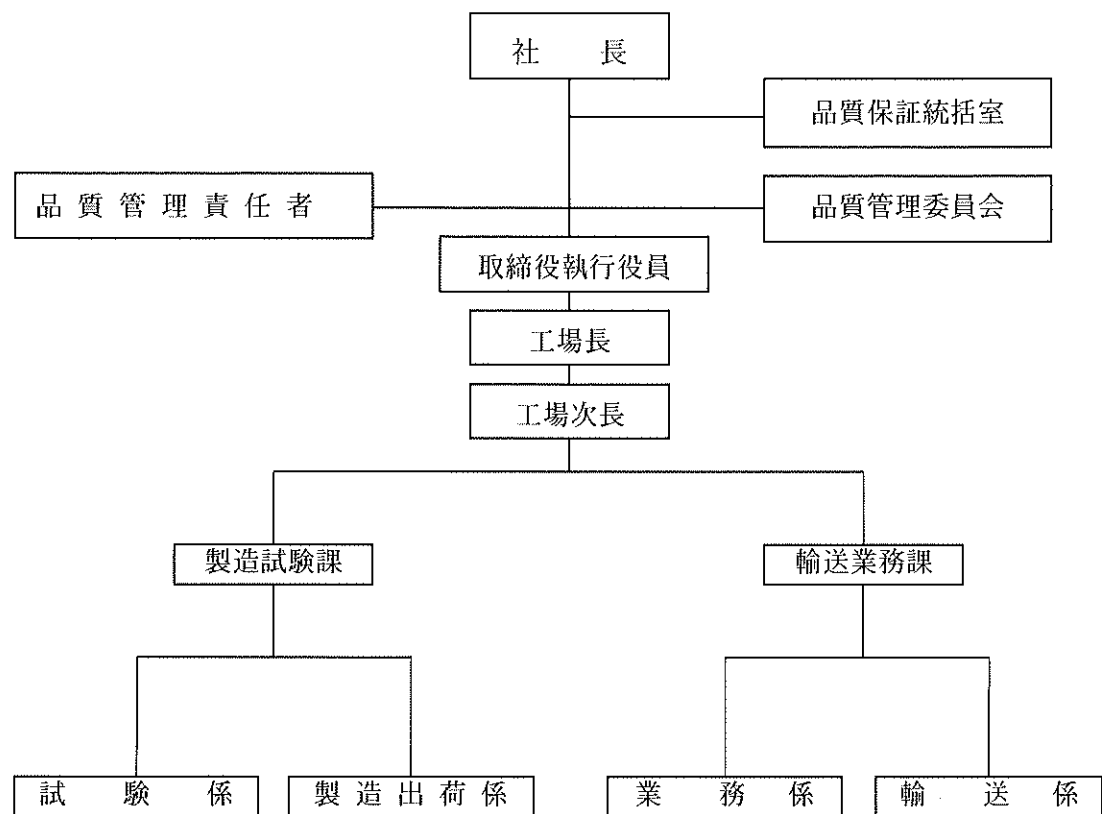 社長
品質保証統括室
品質管理責任者
品質管理委員会
取締役執行役員
工場長
工場次長
製造試験課
輸送業務課
試験係
製造出荷係
業務係
輸送係